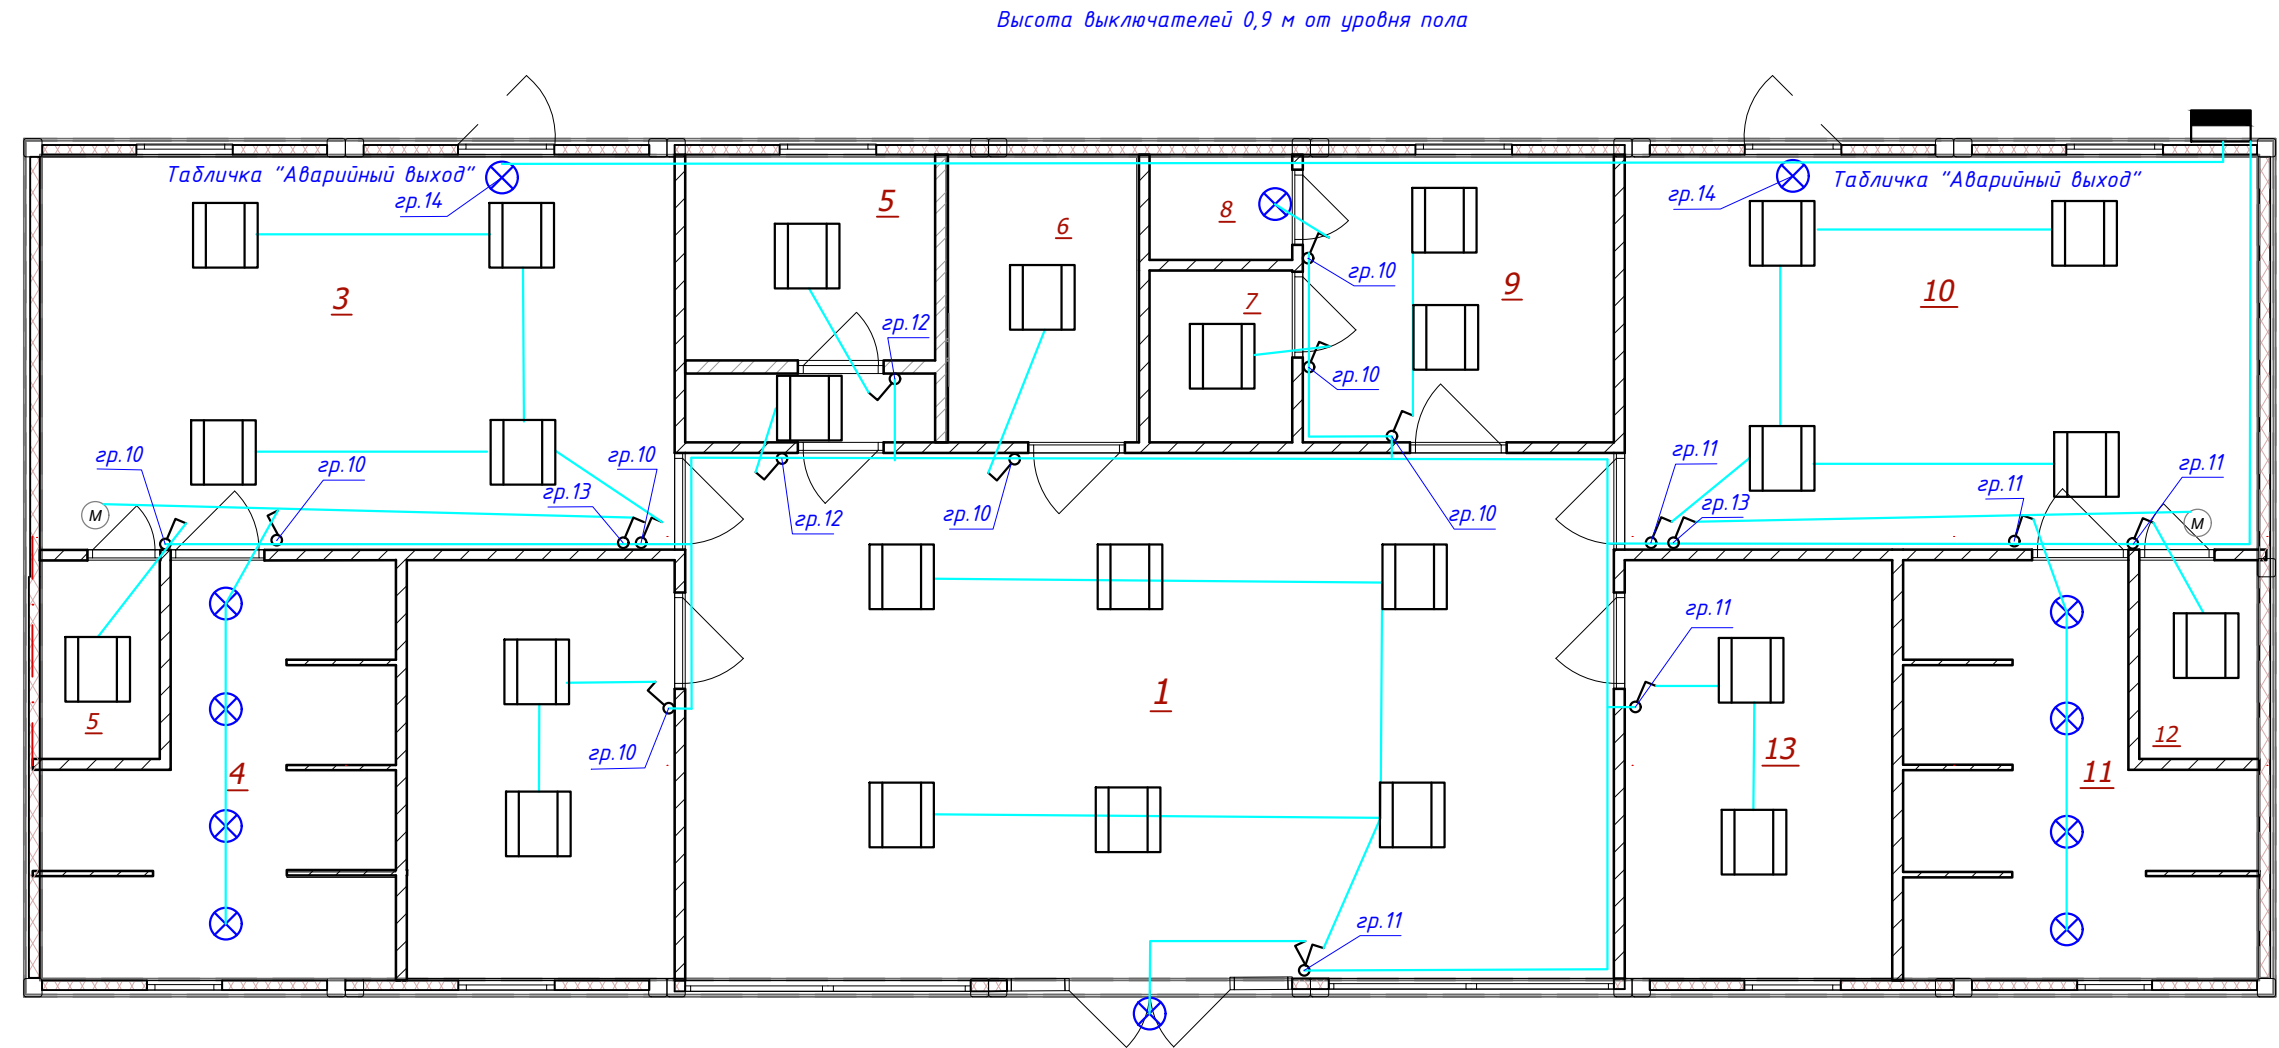 Высота выключателей 0,9 м от уровня пола
Табличка "Аварийный выход"
гр.14
5
6
8
гр.10
9
гр.14
Табличка "Аварийный выход"
10
3
7
гр.12
гр.10
гр.10
гр.10
гр.10
гр.13
гр.12
гр.10
гр.10
гр.11
гр.13
гр.11
гр.11
М
М
5
4
гр.10
1
гр.11
13
11
12
гр.11